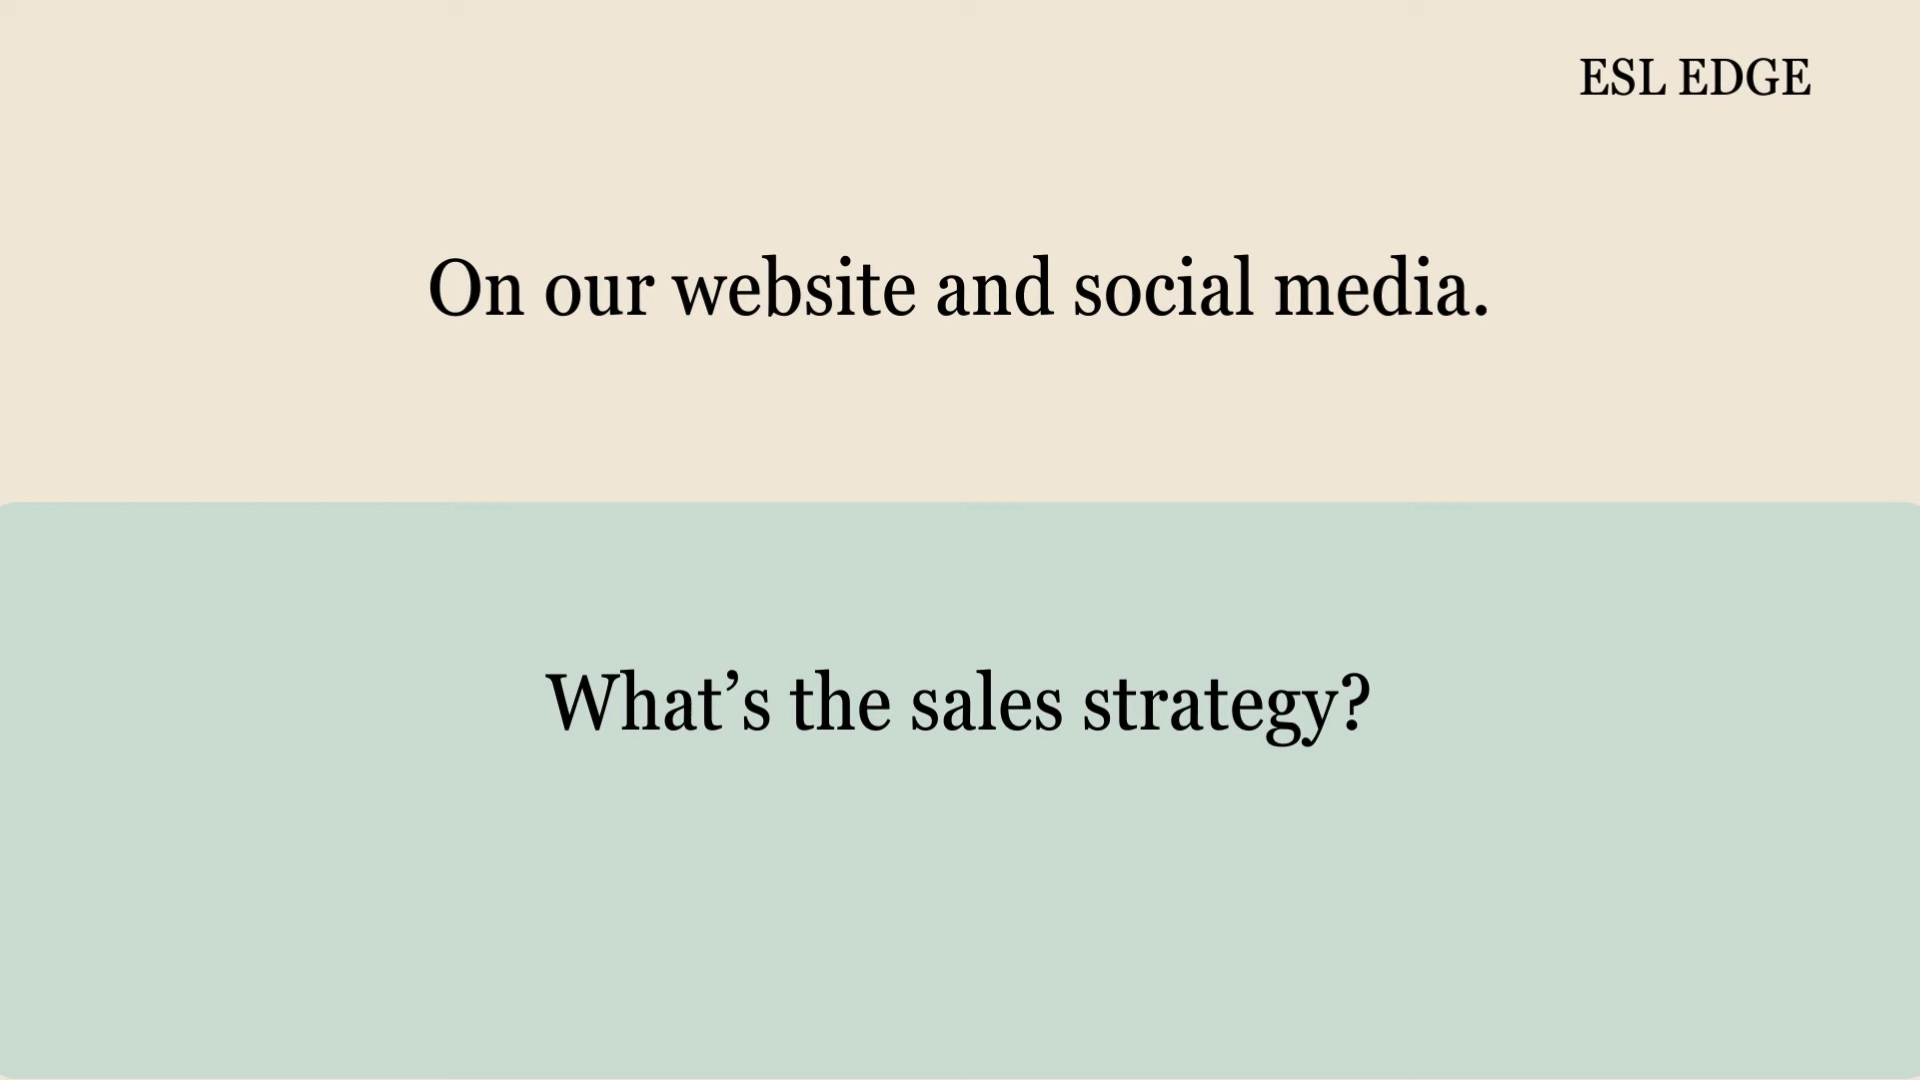 ESL EDGE
On our website and social media.
What’s the sales strategy?